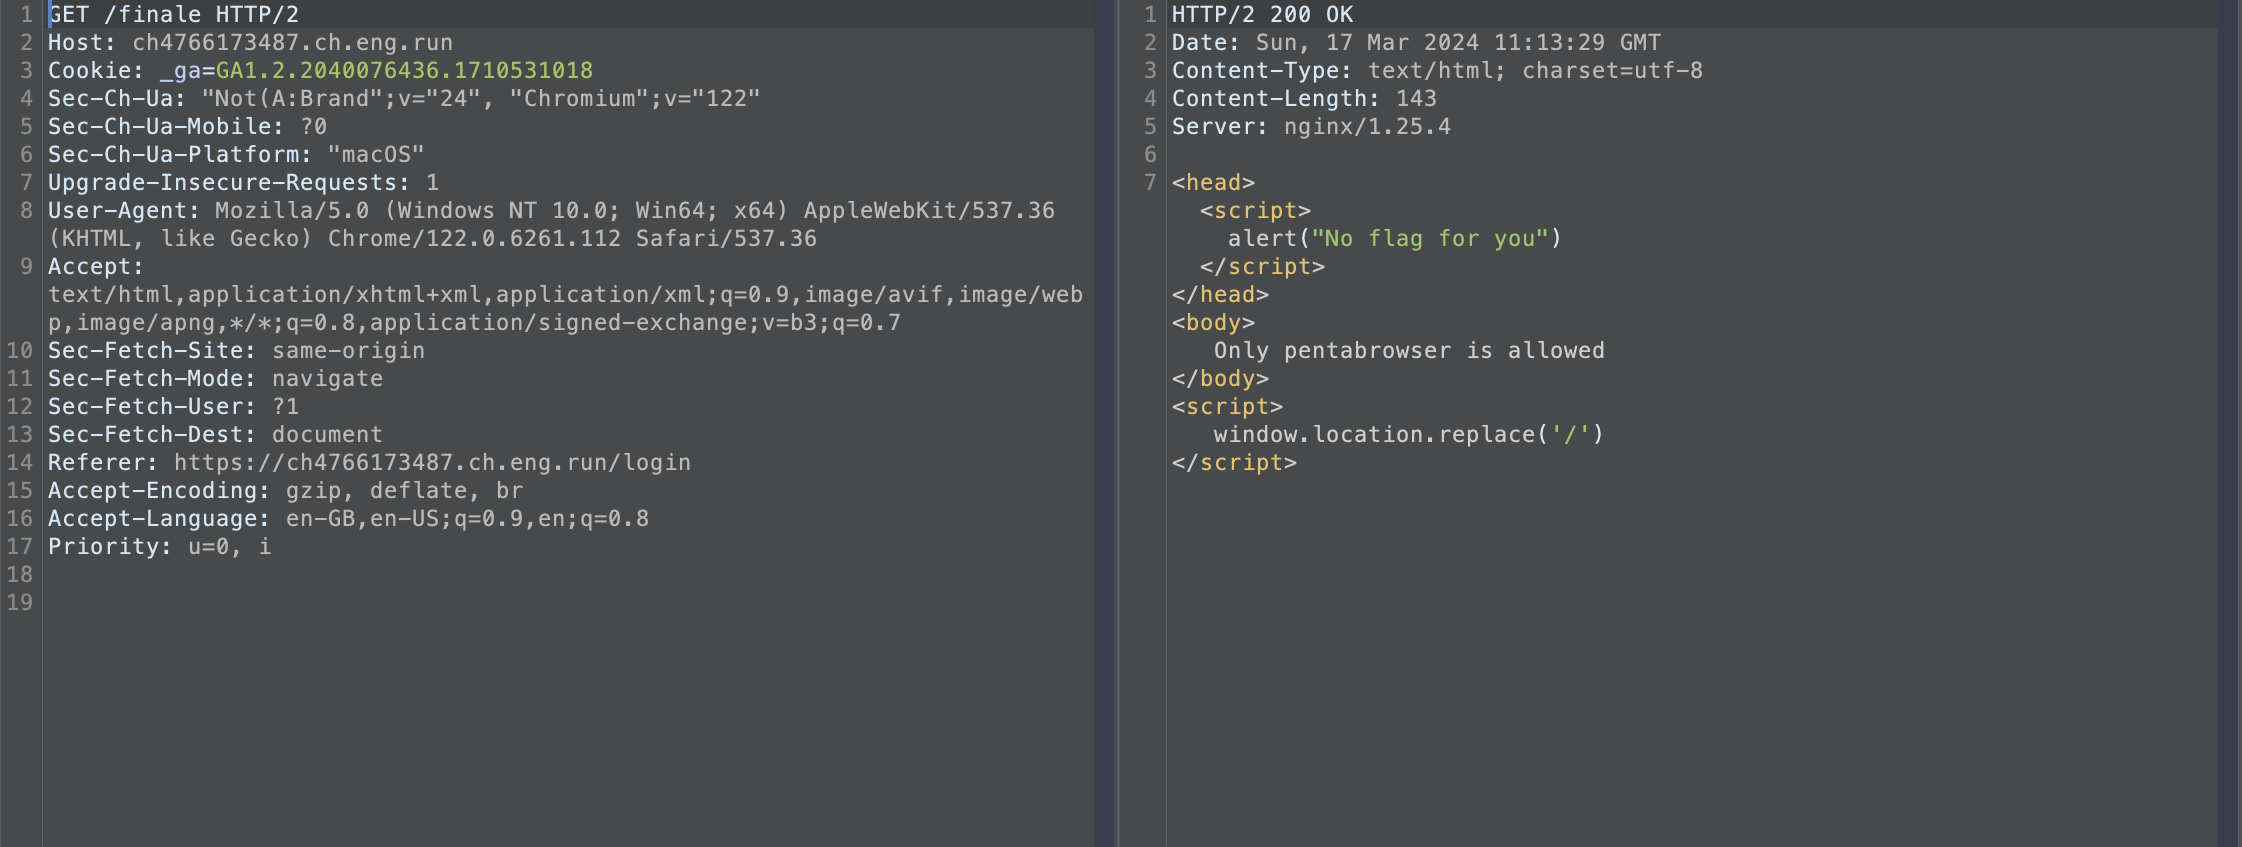 1 GET /finale HTTP/2
2 Host: ch4766173487.ch.eng.run
3 Cookie: _ga=GA1.2.2040076436.1710531018
4 Sec-Ch-Ua: "Not(A:Brand";v="24", "Chromium";v="122"
5 Sec-Ch-Ua-Mobile: ?0
6 Sec-Ch-Ua-Platform: "macOS"
7 Upgrade-Insecure-Requests: 1
8 User-Agent: Mozilla/5.0 (Windows NT 10.0; Win64; x64) AppleWebKit/537.36
(KHTML, like Gecko) Chrome/122.0.6261.112 Safari/537.36
9 Accept:
text/html,application/xhtml+xml,application/xml;q=0.9,image/avif,image/web
p,image/apng,*/*;q=0.8,application/signed-exchange;v=b3;q=0.7
10 Sec-Fetch-Site: same-origin
11 Sec-Fetch-Mode: navigate
12 Sec-Fetch-User: ?1
13 Sec-Fetch-Dest: document
14 Referer: https://ch4766173487.ch.eng.run/login
15 Accept-Encoding: gzip, deflate, br
16 Accept-Language: en-GB,en-US;q=0.9,en;q=0.8
17 Priority: u=0, i
18
19
1 HTTP/2 200 OK
2 Date: Sun, 17 Mar 2024 11:13:29 GMT
3 Content-Type: text/html; charset=utf-8
4 Content-Length: 143
5 Server: nginx/1.25.4
6
7 <head>
<script>
alert("No flag for you")
</script>
</head>
<body>
Only pentabrowser is allowed
</body>
<script>
window.location.replace('/')
</script>